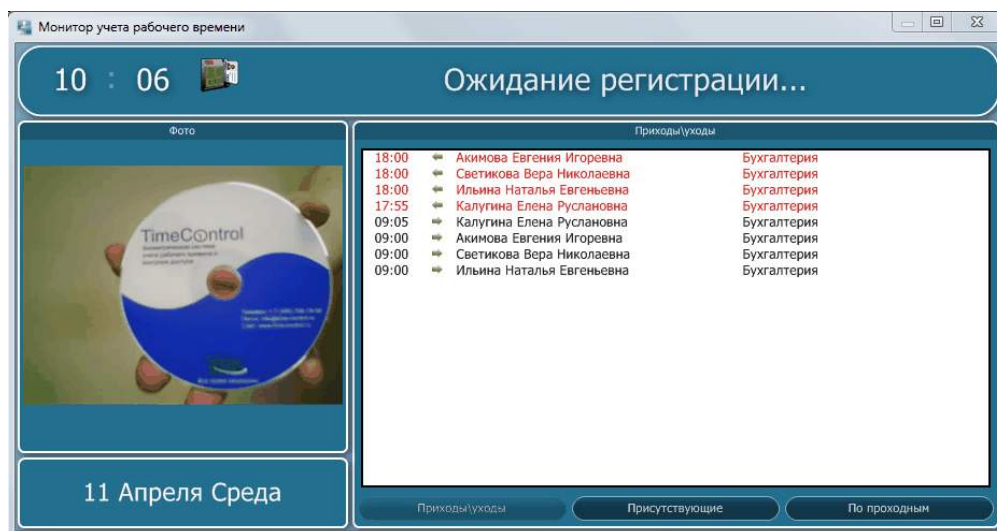 Монитор учета рабочего времени
10 : 06
Ожидание регистрации...
Фото
TimeControl
Приходы\уходы
18:00 Акимова Евгения Игоревна Бухгалтерия
18:00 Светикова Вера Николаевна Бухгалтерия
18:00 Ильина Наталья Евгеньевна Бухгалтерия
17:55 Калугина Елена Руслановна Бухгалтерия
09:05 Калугина Елена Руслановна Бухгалтерия
09:00 Акимова Евгения Игоревна Бухгалтерия
09:00 Светикова Вера Николаевна Бухгалтерия
09:00 Ильина Наталья Евгеньевна Бухгалтерия
11 Апреля Среда
Приходы\уходы
Присутствующие
По проходным